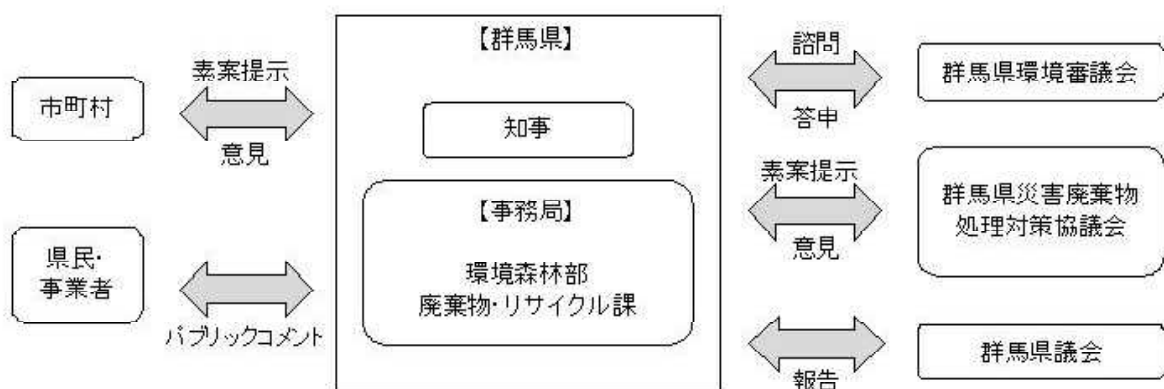 素案提示
市町村
意見
県民・
事業者
パブリックコメント
【群馬県】
知事
【事務局】
環境森林部
廃棄物・リサイクル課
諮問
群馬県環境審議会
答申
素案提示
群馬県災害廃棄物
処理対策協議会
意見
群馬県議会
報告